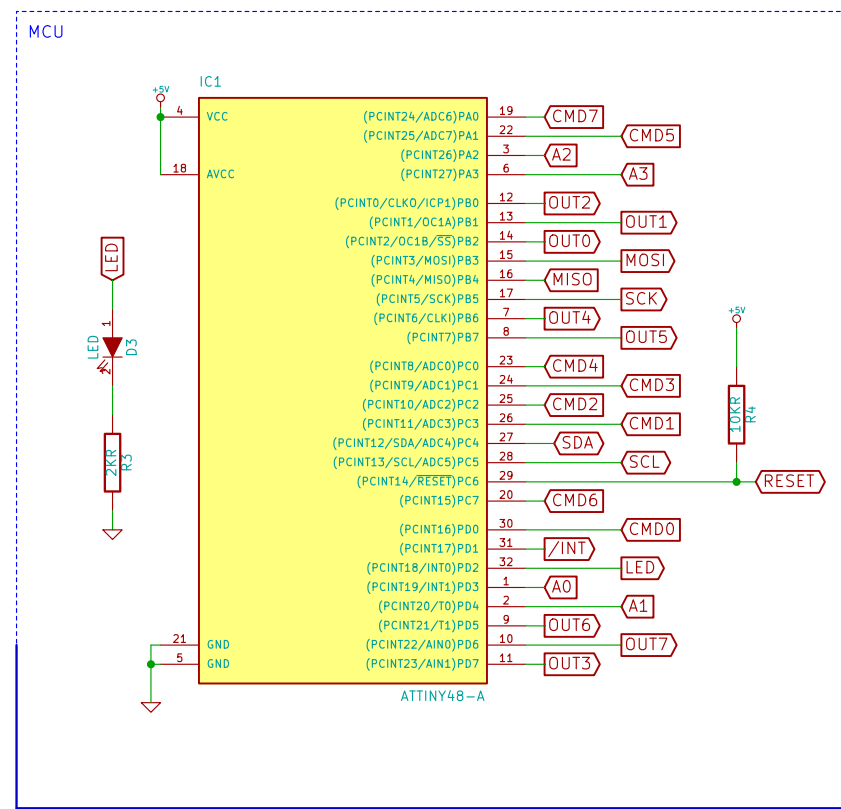 MCU
IC1
+5V
4 VCC (PCINT24/ADC6)PA0 19 CMD7
(PCINT25/ADC7)PA1 22 CMD5
(PCINT26)PA2 3 A2
18 AVCC (PCINT27)PA3 6 A3
(PCINT0/CLKO/ICP1)PB0 12 OUT2
(PCINT1/OC1A)PB1 13 OUT1
(PCINT2/OC1B/SS)PB2 14 OUT0
(PCINT3/MOSI)PB3 15 MOSI
(PCINT4/MISO)PB4 16 MISO
(PCINT5/SCK)PB5 17 SCK
(PCINT6/CLKI)PB6 7 OUT4
(PCINT7)PB7 8 OUT5
(PCINT8/ADC0)PC0 23 CMD4
(PCINT9/ADC1)PC1 24 CMD3
(PCINT10/ADC2)PC2 25 CMD2
(PCINT11/ADC3)PC3 26 CMD1
(PCINT12/SDA/ADC4)PC4 27 SDA
(PCINT13/SCL/ADC5)PC5 28 SCL
(PCINT14/RESET)PC6 29 RESET
(PCINT15)PC7 20 CMD6
(PCINT16)PD0 30 CMD0
(PCINT17)PD1 31 /INT
(PCINT18/INT0)PD2 32 LED
(PCINT19/INT1)PD3 1 A0
(PCINT20/T0)PD4 2 A1
(PCINT21/T1)PD5 9 OUT6
21 GND (PCINT22/AIN0)PD6 10 OUT7
5 GND (PCINT23/AIN1)PD7 11 OUT3
ATTINY48-A
LED
1
LED
D3
2
2KR
R3
+5V
10KR
R4